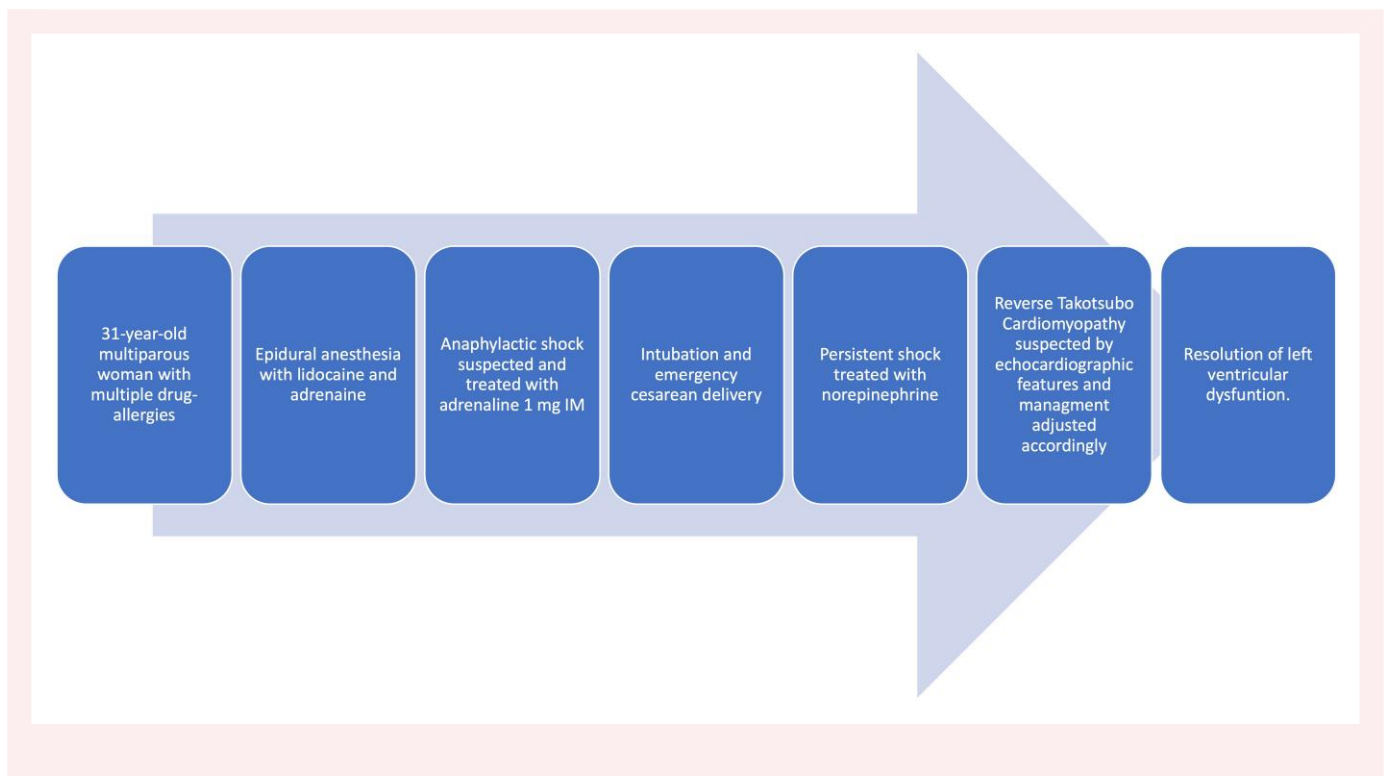 31-year-old
multiparous
woman with
multiple drug-
allergies
Epidural anesthesia
with lidocaine and
adrenaine
Anaphylactic shock
suspected and
treated with
adrenaline 1 mg IM
Intubation and
emergency
cesarean delivery
Persistent shock
treated with
norepinephrine
Reverse Takotsubo
Cardiomyopathy
suspected by
echocardiographic
features and
managment
adjusted
accordingly
Resolution of left
ventricular
dysfuntion.